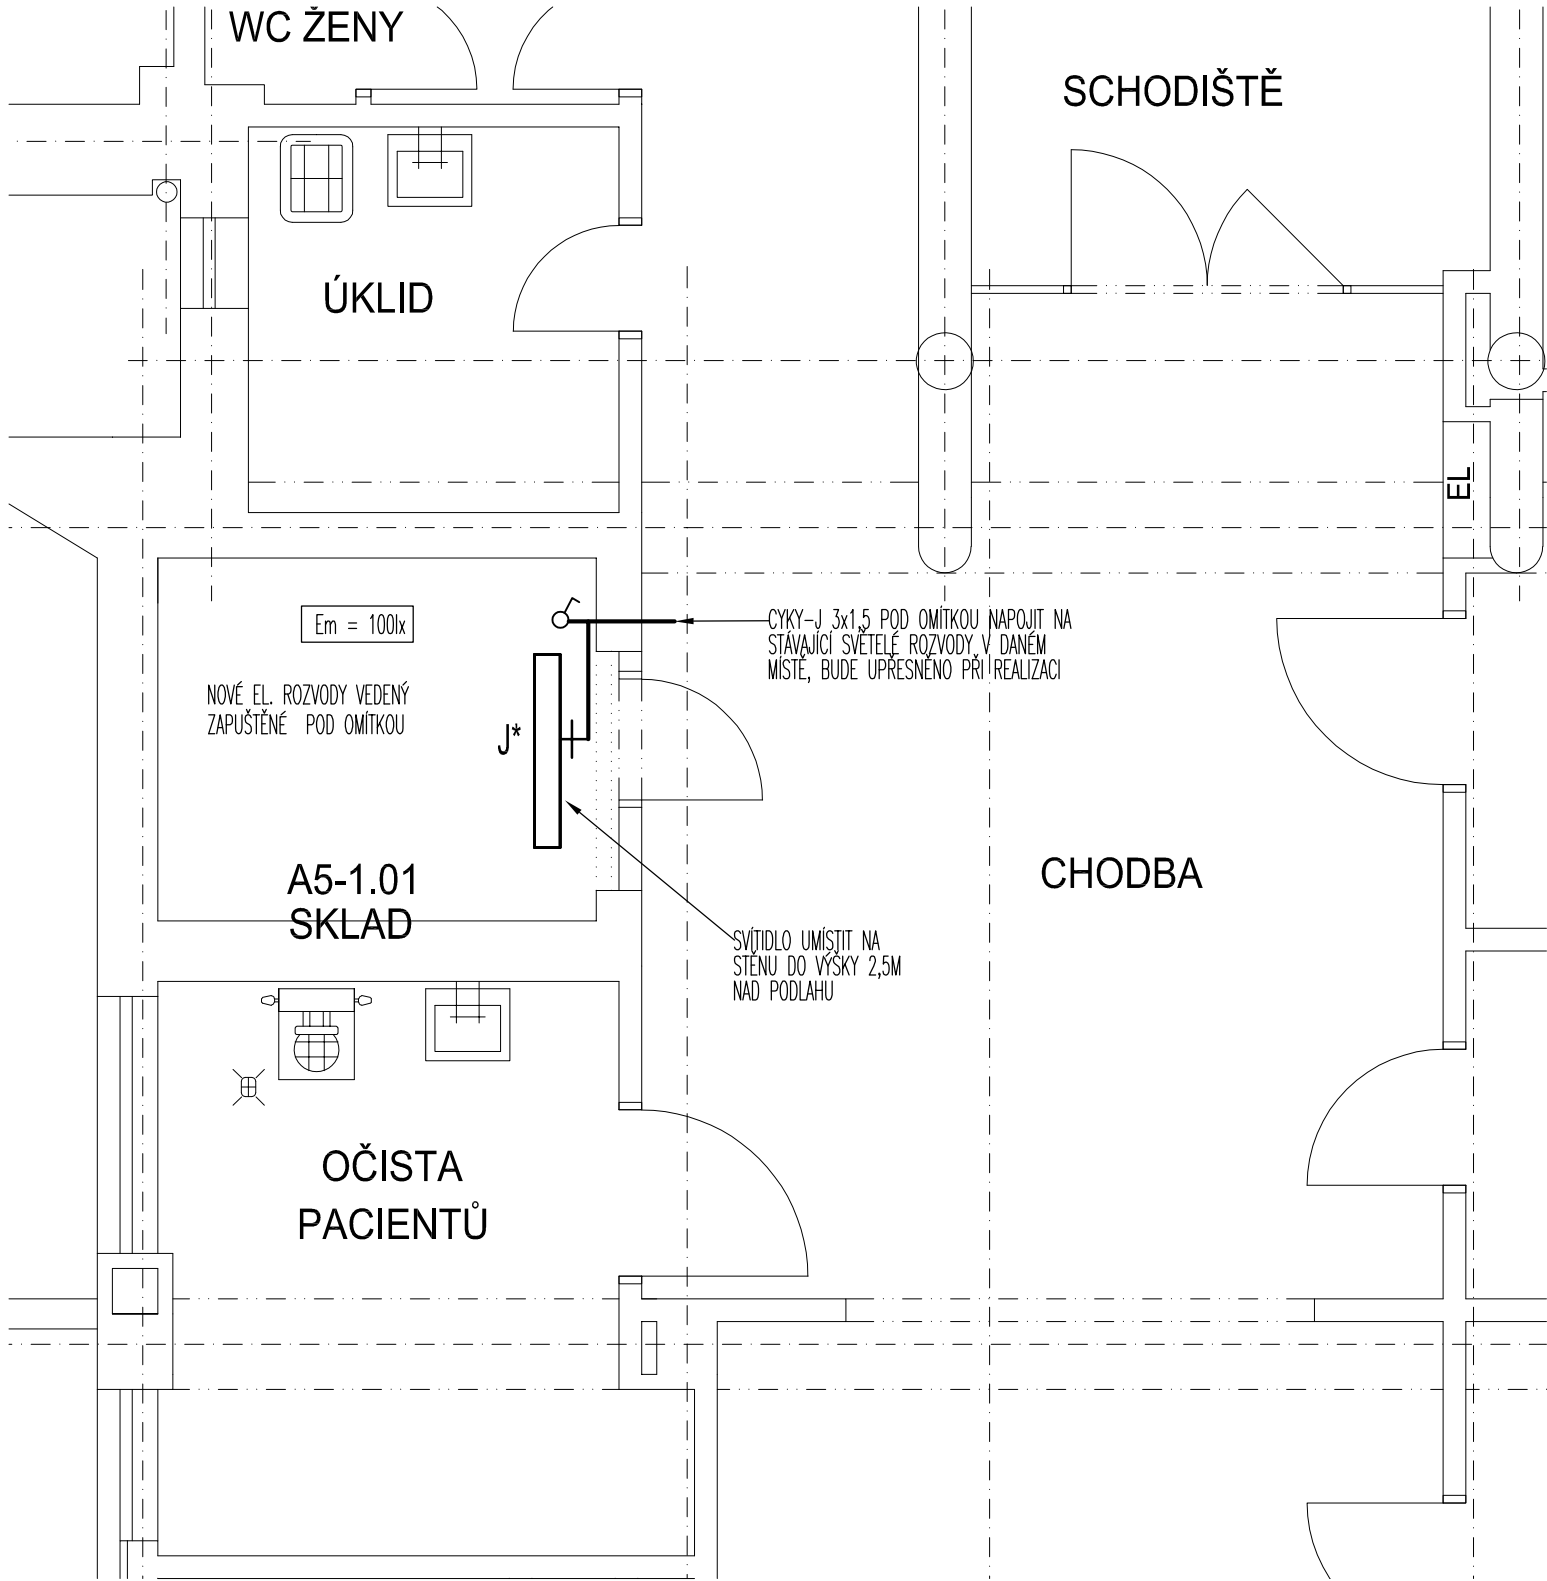 WC ŽENY
SCHODIŠTĚ
ÚKLID
EL
Em = 100lx
CYKY-J 3x1,5 POD OMÍTKOU NAPOJIT NA
STÁVAJÍCÍ SVĚTELÉ ROZVODY V DANÉM
MÍSTĚ, BUDE UPŘESNĚNO PŘI REALIZACI
NOVÉ EL. ROZVODY VEDENÝ
ZAPUŠTĚNÉ POD OMÍTKOU
J*
A5-1.01
SKLAD
CHODBA
SVÍTIDLO UMÍSTIT NA
STĚNU DO VÝŠKY 2,5M
NAD PODLAHU
OČISTA
PACIENTŮ